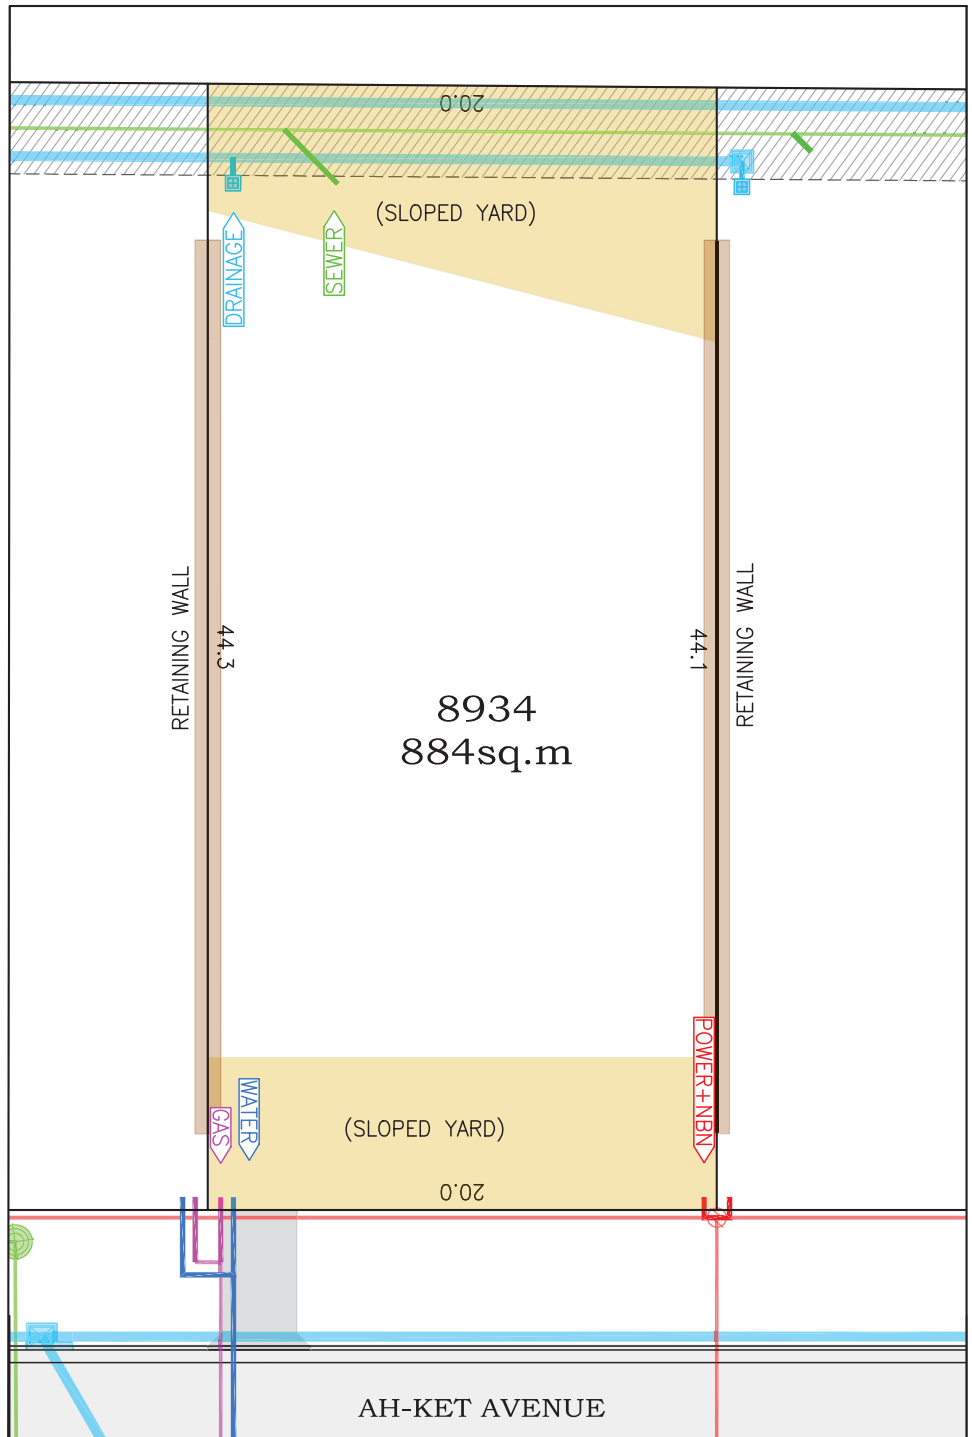 20.0
(SLOPED YARD)
DRAINAGE
SEWER
RETAINING WALL
44.3
44.1
RETAINING WALL
8934
884sq.m
POWER+NBN
WATER
GAS
(SLOPED YARD)
20.0
AH-KET AVENUE